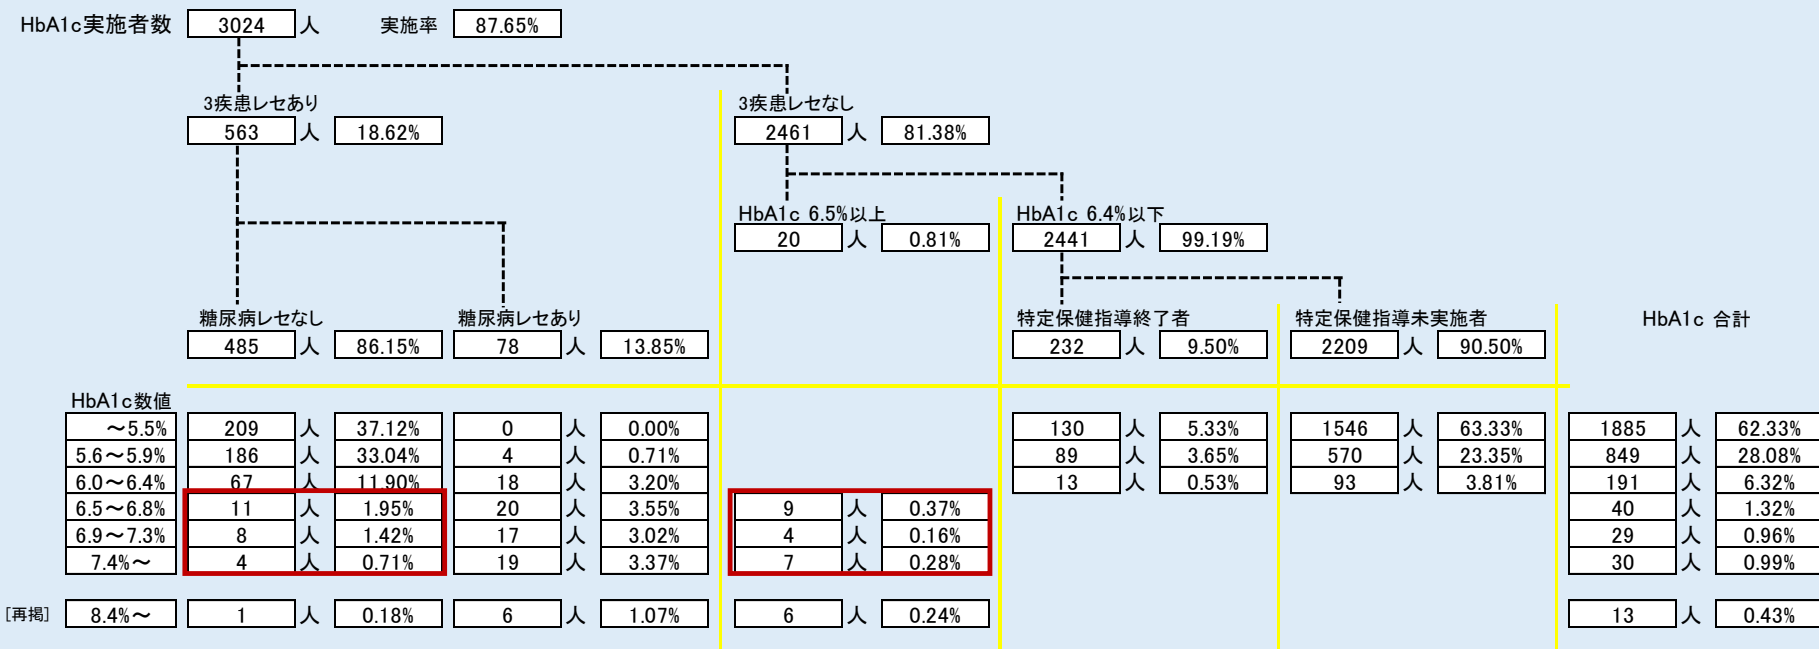 HbA1c実施者数 3024 人 実施率 87.65%
3疾患レセあり 3疾患レセなし
563 人 18.62% 2461 人 81.38%
HbA1c 6.5%以上 HbA1c 6.4%以下
20 人 0.81% 2441 人 99.19%
糖尿病レセなし 糖尿病レセあり 特定保健指導終了者 特定保健指導未実施者 HbA1c 合計
485 人 86.15% 78 人 13.85% 232 人 9.50% 2209 人 90.50%
HbA1c数値
～5.5% 209 人 37.12% 0 人 0.00% 130 人 5.33% 1546 人 63.33% 1885 人 62.33%
5.6～5.9% 186 人 33.04% 4 人 0.71% 89 人 3.65% 570 人 23.35% 849 人 28.08%
6.0～6.4% 67 人 11.90% 18 人 3.20% 13 人 0.53% 93 人 3.81% 191 人 6.32%
6.5～6.8% 11 人 1.95% 20 人 3.55% 9 人 0.37% 40 人 1.32%
6.9～7.3% 8 人 1.42% 17 人 3.02% 4 人 0.16% 29 人 0.96%
7.4%～ 4 人 0.71% 19 人 3.37% 7 人 0.28% 30 人 0.99%
[再掲] 8.4%～ 1 人 0.18% 6 人 1.07% 6 人 0.24% 13 人 0.43%